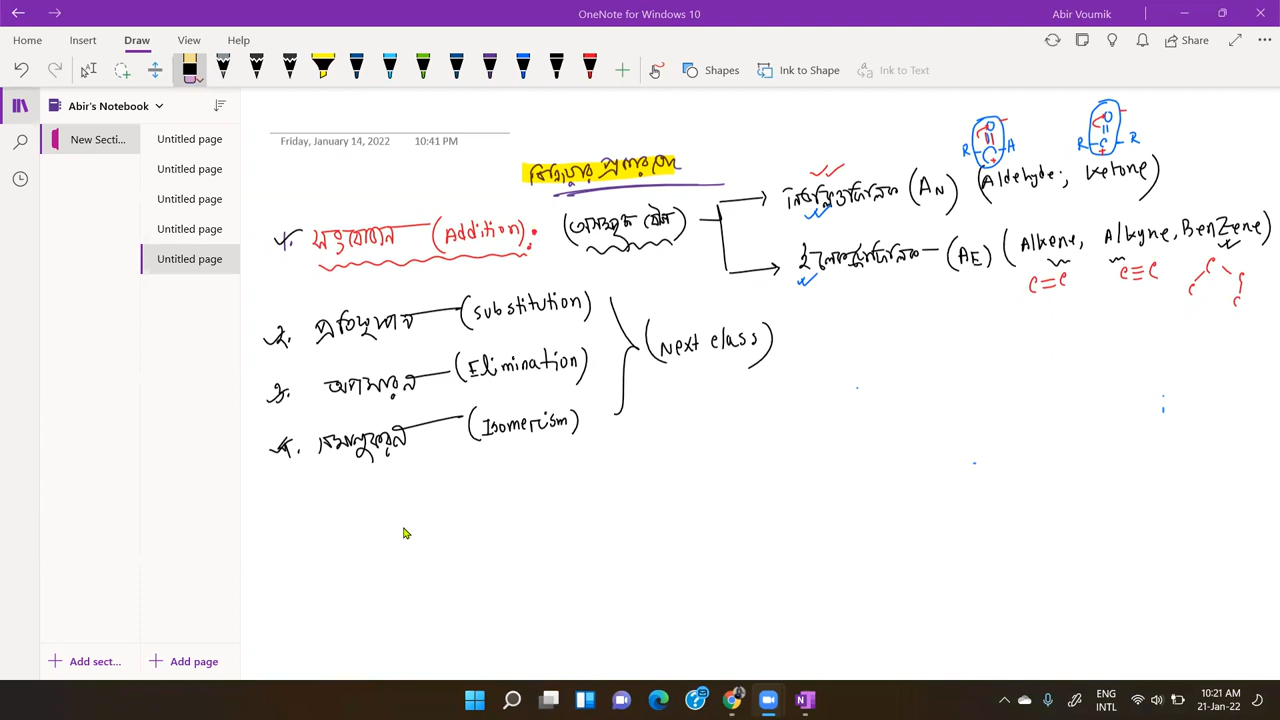 OneNote for Windows 10
Abir Voumik
Home Insert Draw View Help
Share
Shapes Ink to Shape Ink to Text
Abir's Notebook
New Secti...
Untitled page
Untitled page
Untitled page
Untitled page
Untitled page
Friday, January 14, 2022 10:41 PM
বিক্রিয়ার প্রকারভেদ
১. সংযোজন (Addition): (অসম্পৃক্ত যৌগ)
নিউক্লিওফিলিক (AN) (Aldehyde, Ketone)
R C O A
R C O R
ইলেকট্রোফিলিক — (AE) (Alkene, Alkyne, BenZene)
C=C C≡C C C C
২. প্রতিস্থাপন (Substitution)
৩. অপসারণ (Elimination)
(Next class)
৪. সমাণুকরণ (Isomerism)
Add sect... Add page
ENG
INTL
10:21 AM
21-Jan-22